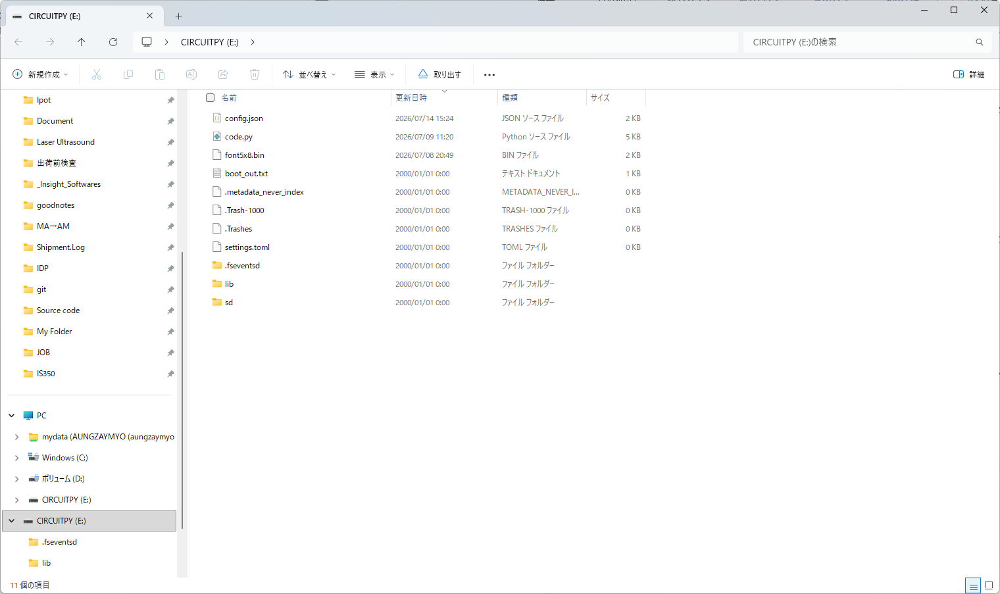 CIRCUITPY (E:)
CIRCUITPY (E:)
CIRCUITPY (E:)の検索
新規作成
並べ替え
表示
取り出す
詳細
Ipot
Document
Laser Ultrasound
出荷前検査
_Insight_Softwares
goodnotes
MA→AM
Shipment.Log
IDP
git
Source code
My Folder
JOB
IS350
PC
mydata (AUNGZAYMYO (aungzaymyo
Windows (C:)
ボリューム (D:)
CIRCUITPY (E:)
CIRCUITPY (E:)
.fseventsd
lib
名前 更新日時 種類 サイズ
config.json 2026/07/14 15:24 JSON ソース ファイル 2 KB
code.py 2026/07/09 11:20 Python ソース ファイル 5 KB
font5x8.bin 2026/07/08 20:49 BIN ファイル 2 KB
boot_out.txt 2000/01/01 0:00 テキスト ドキュメント 1 KB
.metadata_never_index 2000/01/01 0:00 METADATA_NEVER_I... 0 KB
.Trash-1000 2000/01/01 0:00 TRASH-1000 ファイル 0 KB
.Trashes 2000/01/01 0:00 TRASHES ファイル 0 KB
settings.toml 2000/01/01 0:00 TOML ファイル 0 KB
.fseventsd 2000/01/01 0:00 ファイル フォルダー
lib 2000/01/01 0:00 ファイル フォルダー
sd 2000/01/01 0:00 ファイル フォルダー
11 個の項目